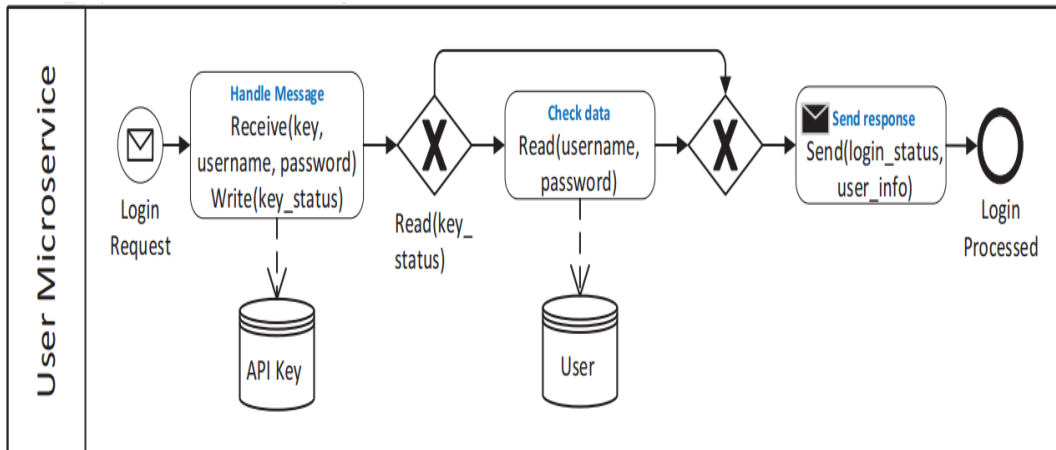 User Microservice
Login
Request
Handle Message
Receive(key,
username, password)
Write(key_status)
API Key
Read(key_
status)
Check data
Read(username,
password)
User
Send response
Send(login_status,
user_info)
Login
Processed